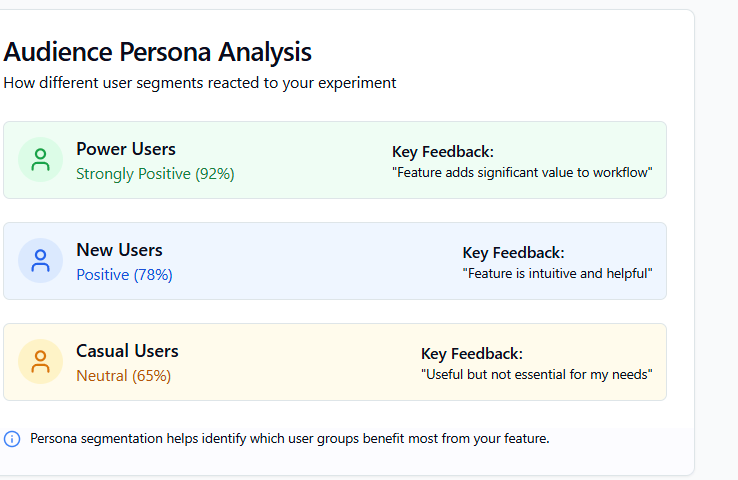 Audience Persona Analysis
How different user segments reacted to your experiment
Power Users
Strongly Positive (92%)
Key Feedback:
"Feature adds significant value to workflow"
New Users
Positive (78%)
Key Feedback:
"Feature is intuitive and helpful"
Casual Users
Neutral (65%)
Key Feedback:
"Useful but not essential for my needs"
Persona segmentation helps identify which user groups benefit most from your feature.